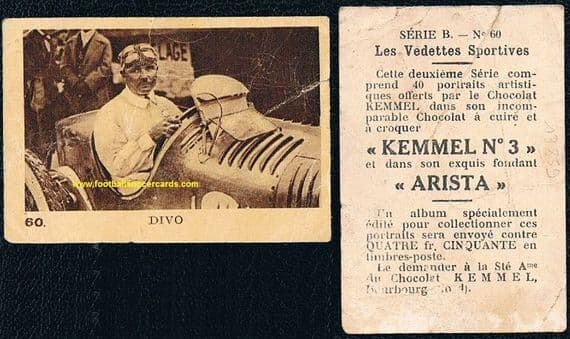 LAGE
www.footballsoccercards.com
60.
DIVO
SÉRIE B. — No 60
Les Vedettes Sportives
Cette deuxième Série com-
prend 40 portraits artisti-
ques offerts par le Chocolat
KEMMEL dans son incom-
parable Chocolat à cuire et
à croquer
« KEMMEL No 3 »
et dans son exquis fondant
« ARISTA »
Un album spécialement
édité pour collectionner ces
portraits sera envoyé contre
QUATRE fr. CINQUANTE en
timbres-poste.
Le demander à la Sté Ame
du Chocolat KEMMEL,